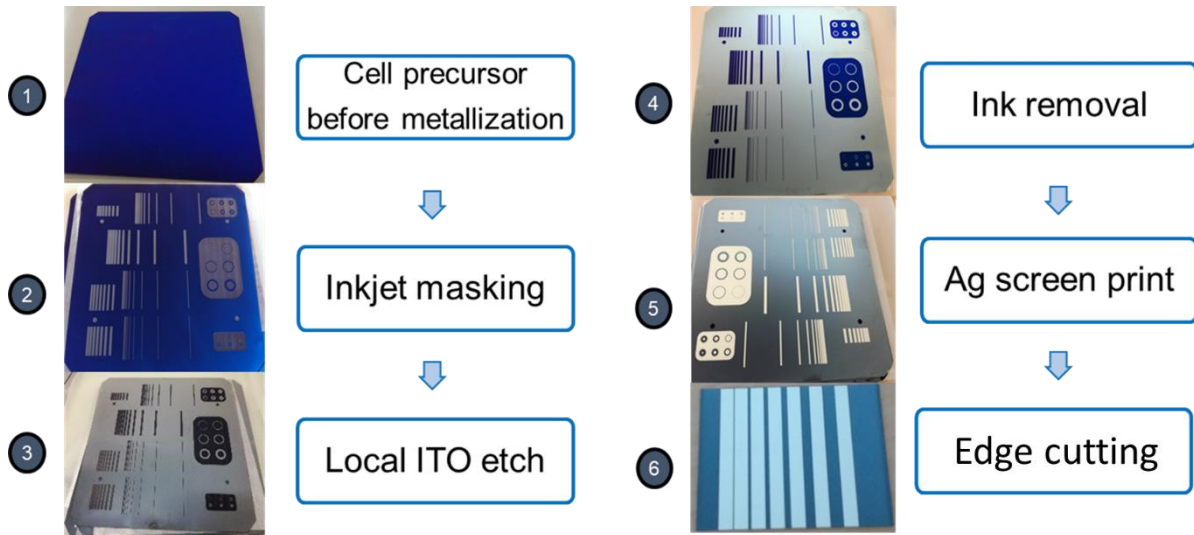 1
Cell precursor
before metallization
2
Inkjet masking
3
Local ITO etch
4
Ink removal
5
Ag screen print
6
Edge cutting